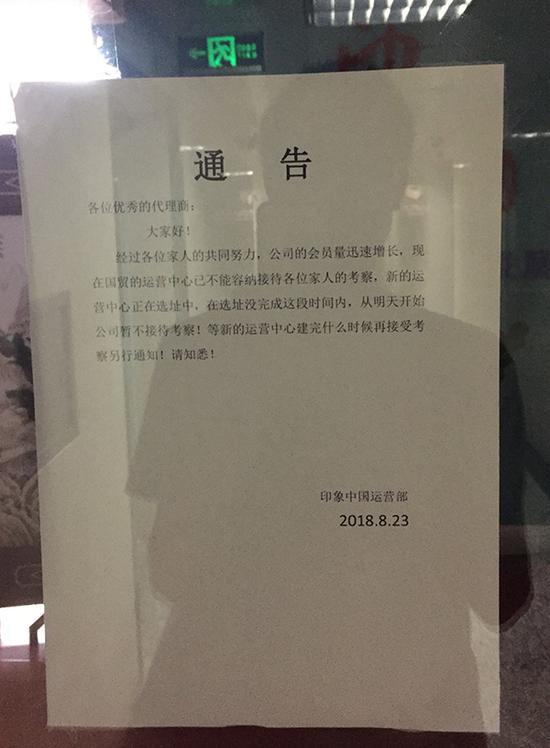 通 告
各位优秀的代理商：
大家好！
经过各位家人的共同努力，公司的会员量迅速增长，现
在国贸的运营中心已不能容纳接待各位家人的考察，新的运
营中心正在选址中，在选址没完成这段时间内，从明天开始
公司暂不接待考察！等新的运营中心建完什么时候再接受考
察另行通知！请知悉！
印象中国运营部
2018.8.23